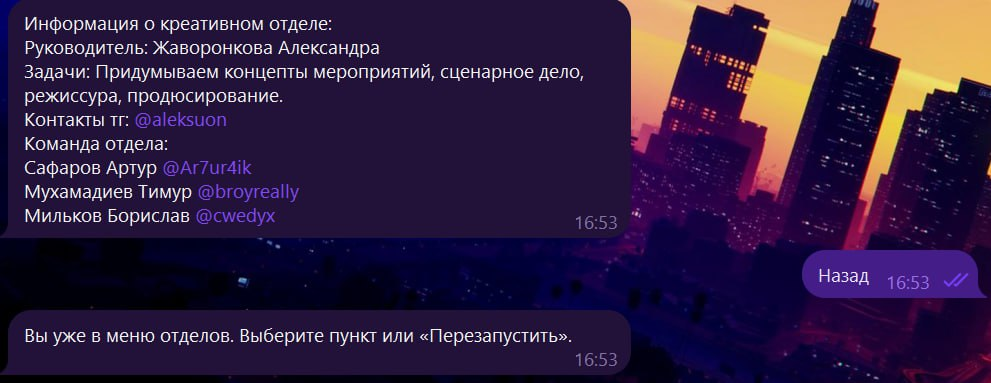 Информация о креативном отделе:
Руководитель: Жаворонкова Александра
Задачи: Придумываем концепты мероприятий, сценарное дело,
режиссура, продюсирование.
Контакты тг: @aleksuon
Команда отдела:
Сафаров Артур @Ar7ur4ik
Мухамадиев Тимур @broyreally
Мильков Борислав @cwedyx
16:53
Назад 16:53
Вы уже в меню отделов. Выберите пункт или «Перезапустить».
16:53